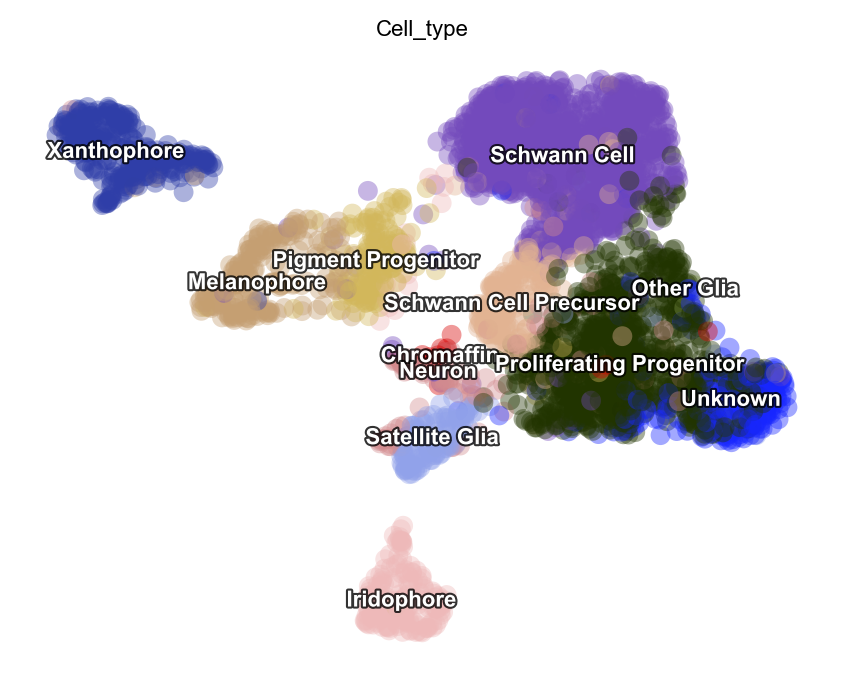 Cell_type
Xanthophore
Schwann Cell
Pigment Progenitor
Melanophore
Other Glia
Schwann Cell Precursor
Chromaffin
Proliferating Progenitor
Neuron
Unknown
Satellite Glia
Iridophore